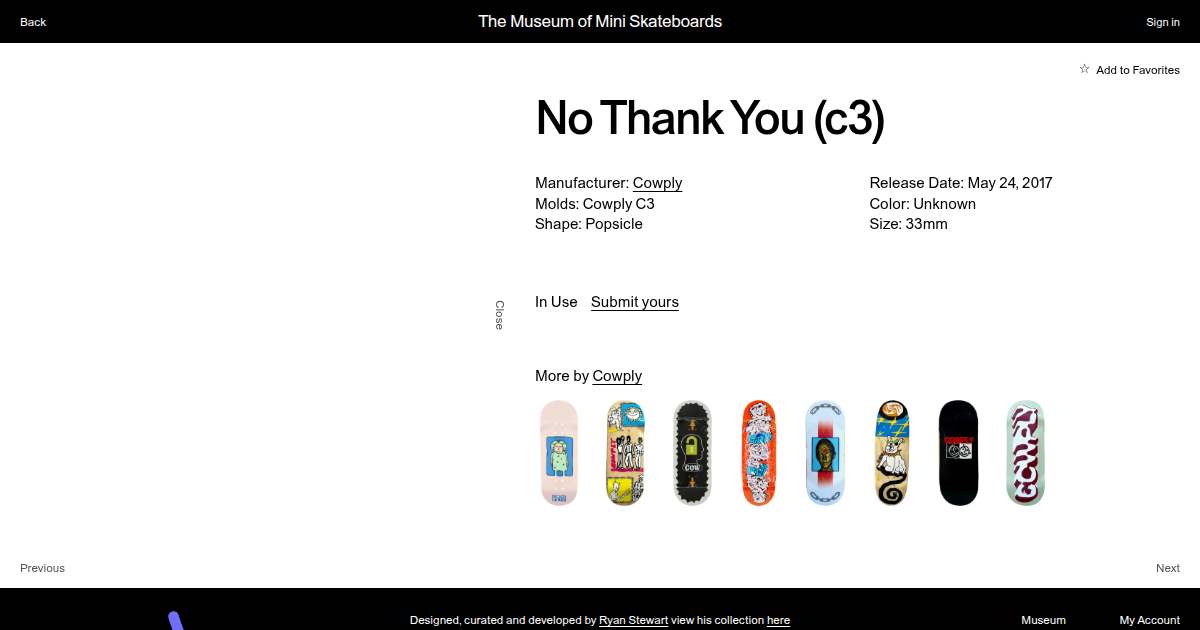 Back
The Museum of Mini Skateboards
Sign in
☆ Add to Favorites
No Thank You (c3)
Manufacturer: Cowply
Molds: Cowply C3
Shape: Popsicle
Release Date: May 24, 2017
Color: Unknown
Size: 33mm
Close
In Use Submit yours
More by Cowply
COW
COWPLY
Previous
Next
Designed, curated and developed by Ryan Stewart view his collection here
Museum
My Account